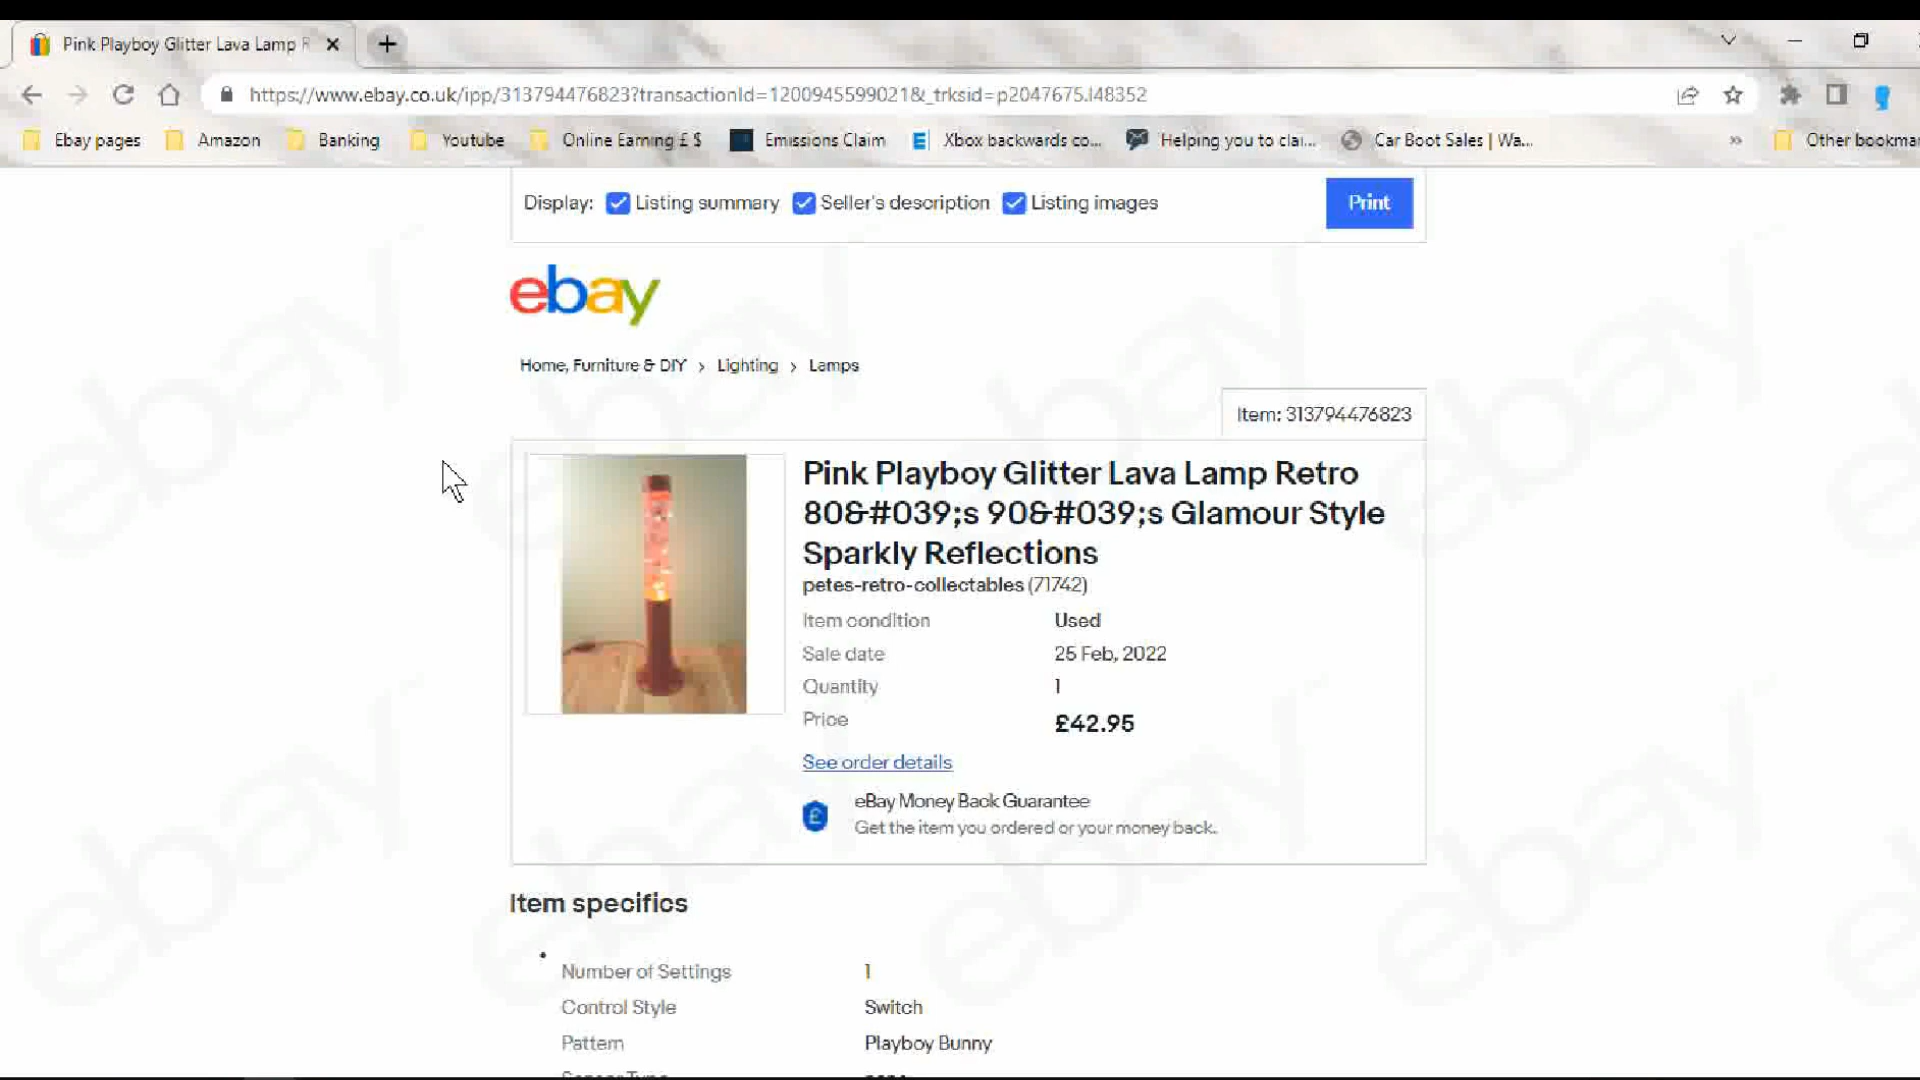 Pink Playboy Glitter Lava Lamp R
https://www.ebay.co.uk/ipp/313794476823?transactionId=1200945599021&_trksid=p2047675.l48352
Ebay pages Amazon Banking Youtube Online Earning £ $ Emissions Claim Xbox backwards co... Helping you to clai... Car Boot Sales | Wa... » Other bookmar
Display: Listing summary Seller's description Listing images Print
ebay
Home, Furniture & DIY > Lighting > Lamps
Item: 313794476823
Pink Playboy Glitter Lava Lamp Retro
80&#039;s 90&#039;s Glamour Style
Sparkly Reflections
petes-retro-collectables (71742)
Item condition Used
Sale date 25 Feb, 2022
Quantity 1
Price £42.95
See order details
eBay Money Back Guarantee
Get the item you ordered or your money back.
Item specifics
Number of Settings 1
Control Style Switch
Pattern Playboy Bunny